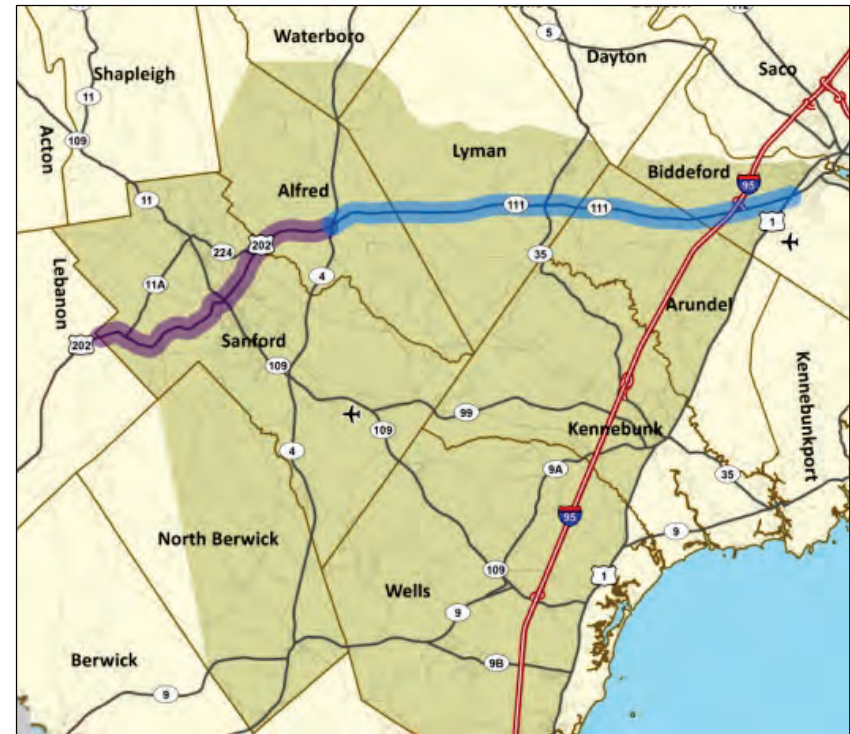 Waterboro
5
Dayton
Saco
Shapleigh
11
109
Acton
Lyman
Biddeford
95
Alfred
11
111
111
1
202
224
35
4
11A
Lebanon
Arundel
202
Sanford
109
Kennebunkport
99
109
Kennebunk
4
9A
35
95
9
North Berwick
109
1
Wells
9
Berwick
9B
9